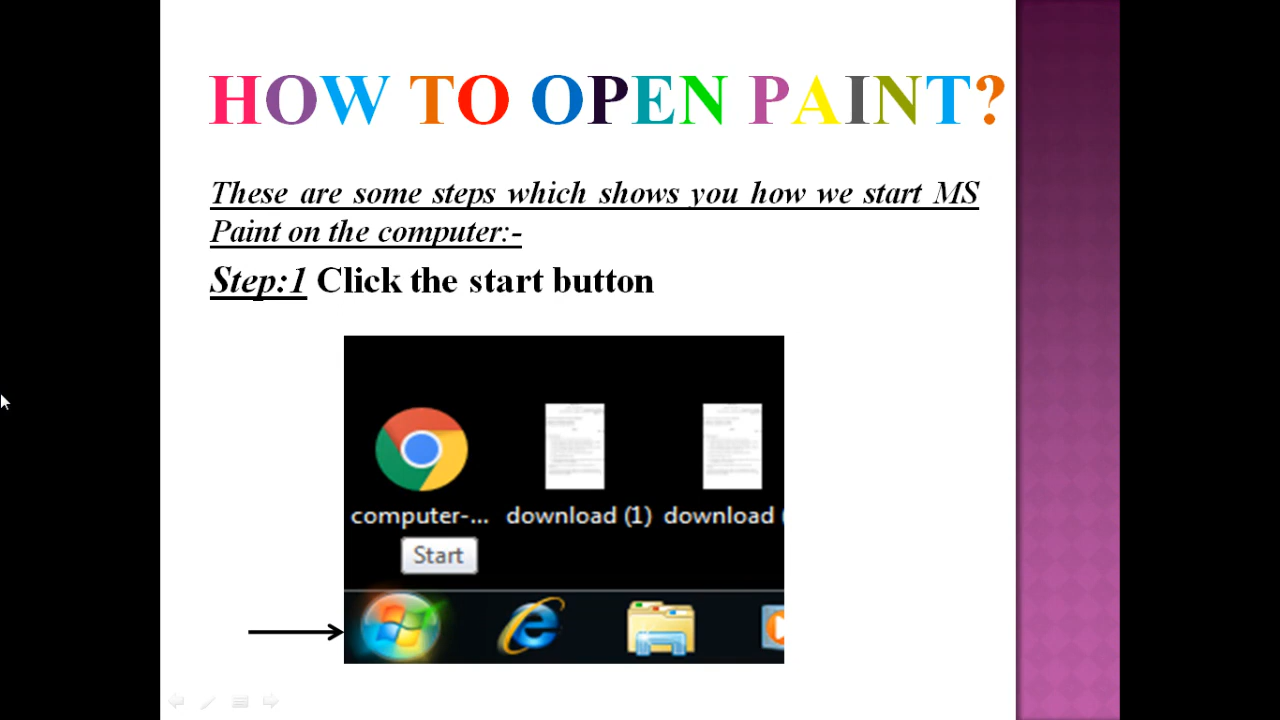 HOW TO OPEN PAINT?
These are some steps which shows you how we start MS
Paint on the computer:-
Step:1 Click the start button
computer-... download (1) download (
Start